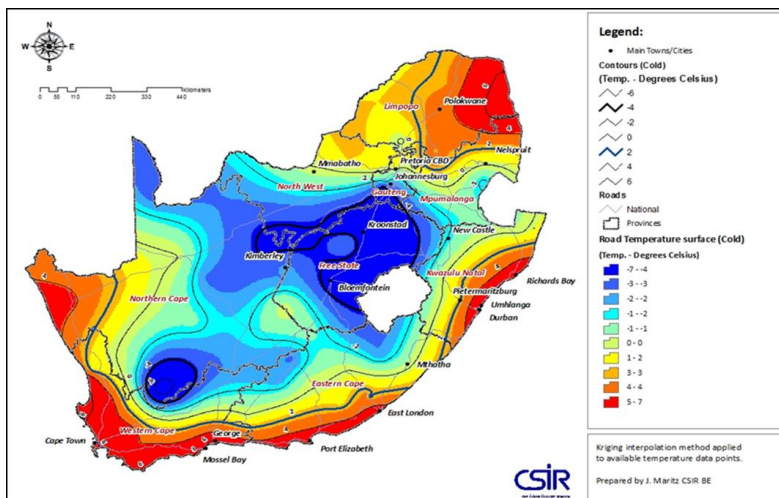 N
W E
S
Kilometers
0 55 110 220 330 440
Limpopo
Polokwane
Nelspruit
Pretoria CBD
Mmabatho
Johannesburg
North West
Gauteng
Mpumalanga
Kroonstad
New Castle
Kimberley
Free State
Kwazulu Natal
Richards Bay
Bloemfontein
Pietermaritzburg
Northern Cape
Umhlanga
Durban
Mthatha
Eastern Cape
East London
Western Cape
George
Port Elizabeth
Cape Town
Mossel Bay
Legend:
Main Towns/Cities
Contours (Cold)
(Temp. - Degrees Celsius)
-6
-4
-2
0
2
4
6
Roads
National
Provinces
Road Temperature surface (Cold)
(Temp. - Degrees Celsius)
-7 - -4
-3 - -3
-2 - -2
-1 - -2
-1 - -1
0 - 0
1 - 2
3 - 3
4 - 4
5 - 7
CSIR
Kriging interpolation method applied
to available temperature data points.
Prepared by J. Maritz CSIR BE